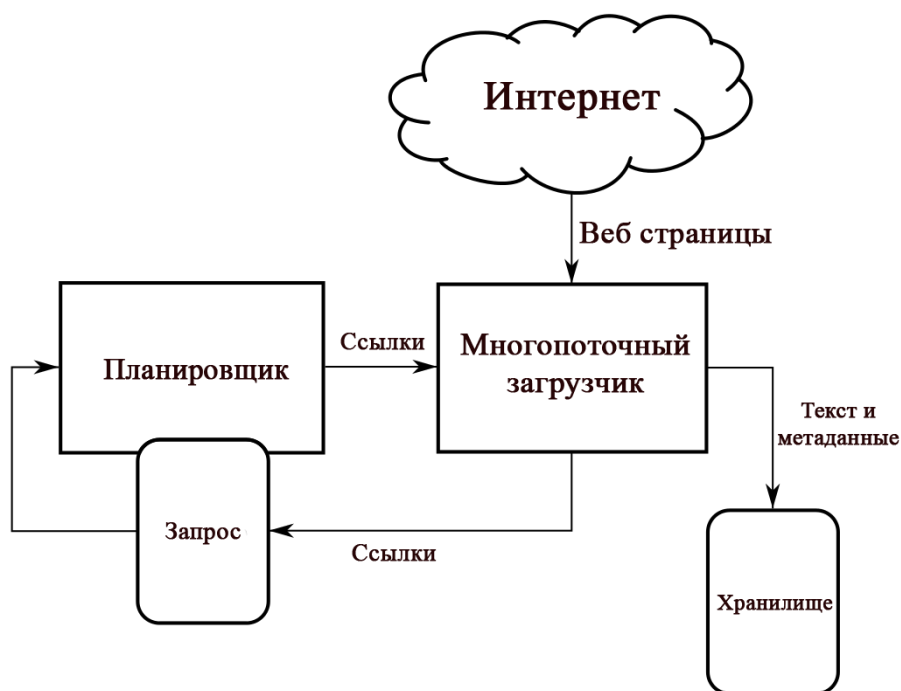 Интернет
Веб страницы
Ссылки
Планировщик
Многопоточный
загрузчик
Текст и
метаданные
Запрос
Ссылки
Хранилище